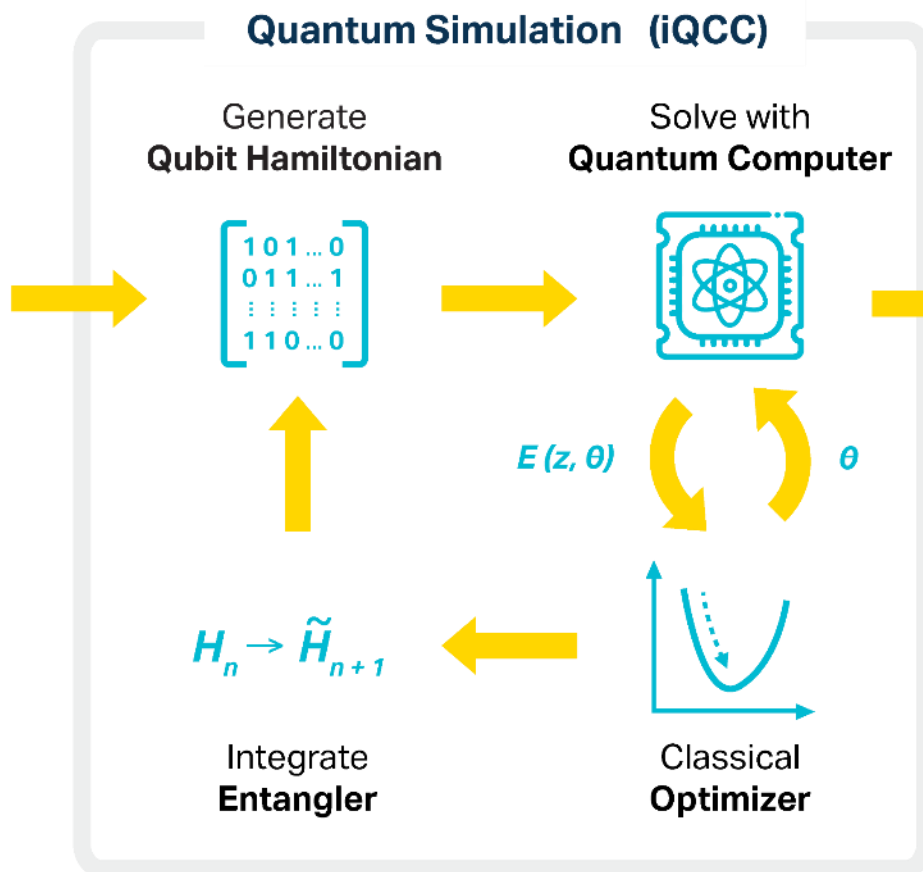 Quantum Simulation (iQCC)
Generate
Qubit Hamiltonian
Solve with
Quantum Computer
1 0 1 ... 0
0 1 1 ... 1
⋮ ⋮ ⋮ ⋮ ⋮
1 1 0 ... 0
E (z, θ)
θ
Hₙ → H̃ₙ₊₁
Integrate
Entangler
Classical
Optimizer